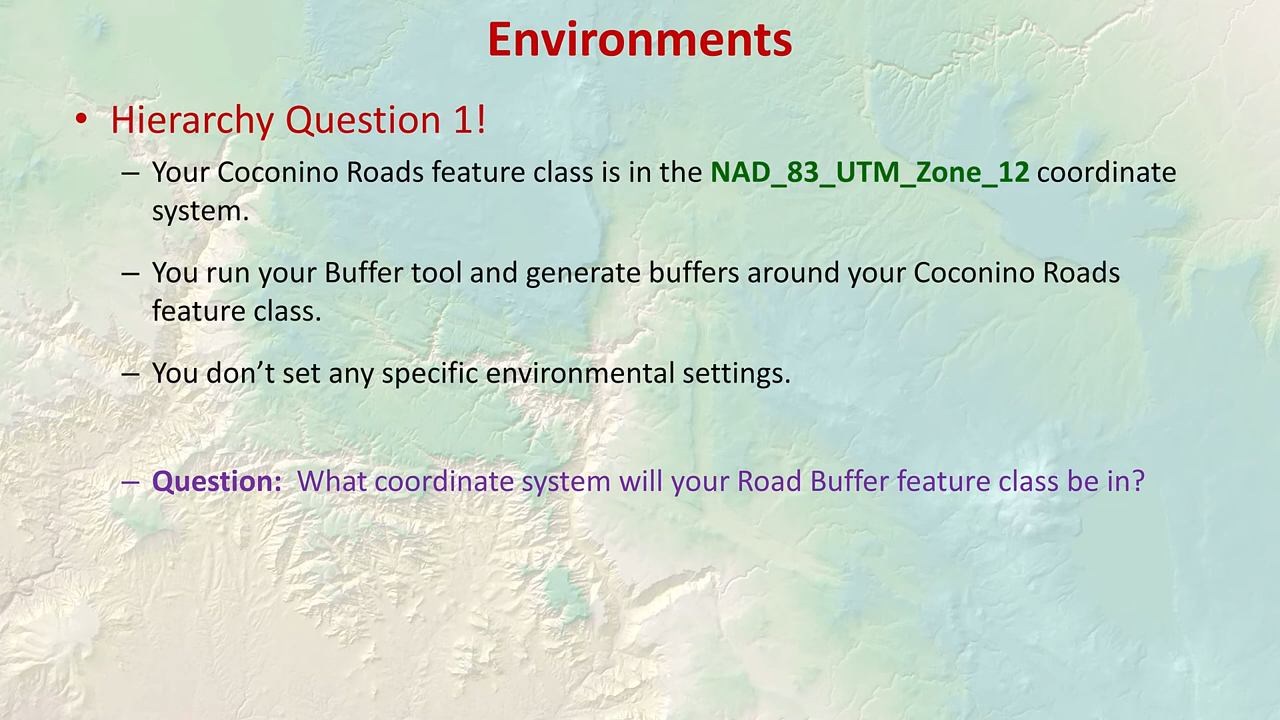 Environments
• Hierarchy Question 1!
– Your Coconino Roads feature class is in the NAD_83_UTM_Zone_12 coordinate
system.
– You run your Buffer tool and generate buffers around your Coconino Roads
feature class.
– You don’t set any specific environmental settings.
– Question:  What coordinate system will your Road Buffer feature class be in?